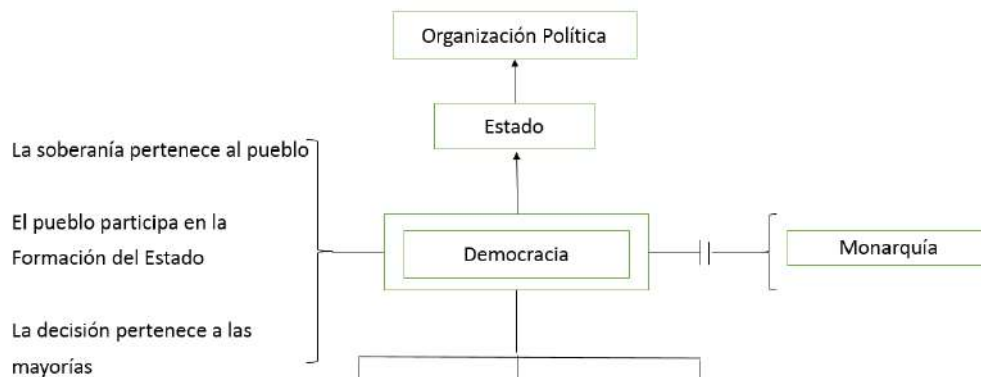 Organización Política
Estado
La soberanía pertenece al pueblo
El pueblo participa en la
Formación del Estado
Democracia
Monarquía
La decisión pertenece a las
mayorías